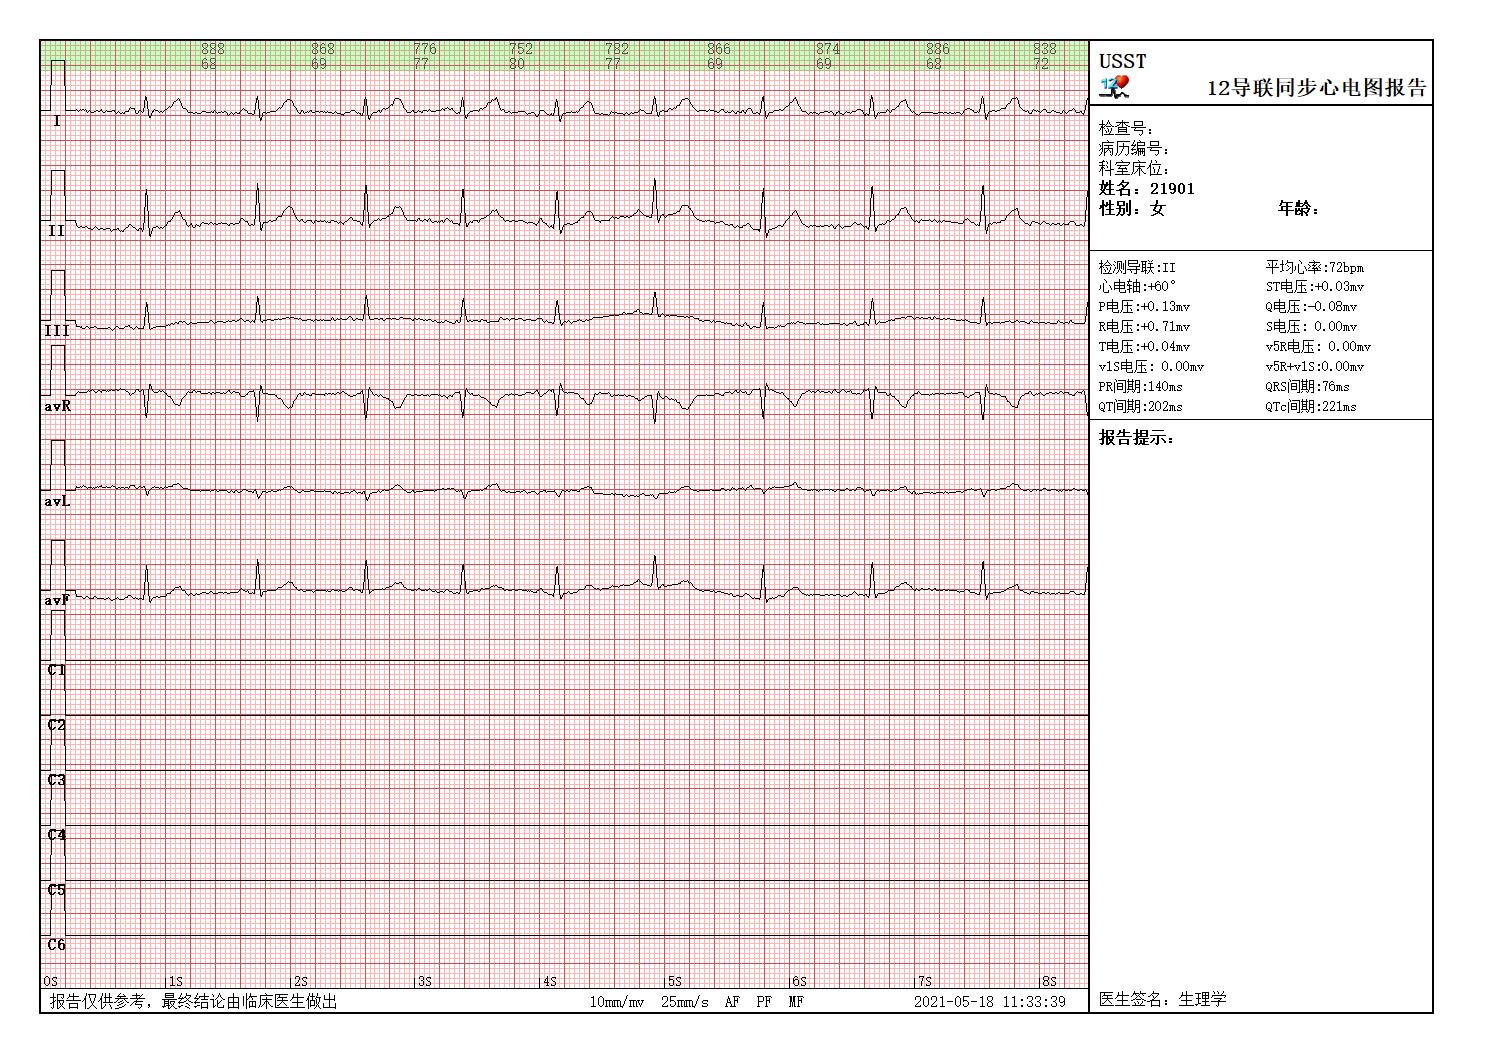 888 868 776 752 782 866 874 886 838
68 69 77 80 77 69 69 68 72
I
II
III
avR
avL
avF
C1
C2
C3
C4
C5
C6
0S 1S 2S 3S 4S 5S 6S 7S 8S
报告仅供参考，最终结论由临床医生做出 10mm/mv 25mm/s AF PF MF 2021-05-18 11:33:39
USST
12
12导联同步心电图报告
检查号：
病历编号：
科室床位：
姓名：21901
性别：女 年龄：
检测导联:II 平均心率:72bpm
心电轴:+60° ST电压:+0.03mv
P电压:+0.13mv Q电压:-0.08mv
R电压:+0.71mv S电压: 0.00mv
T电压:+0.04mv v5R电压: 0.00mv
v1S电压: 0.00mv v5R+v1S:0.00mv
PR间期:140ms QRS间期:76ms
QT间期:202ms QTc间期:221ms
报告提示：
医生签名：生理学